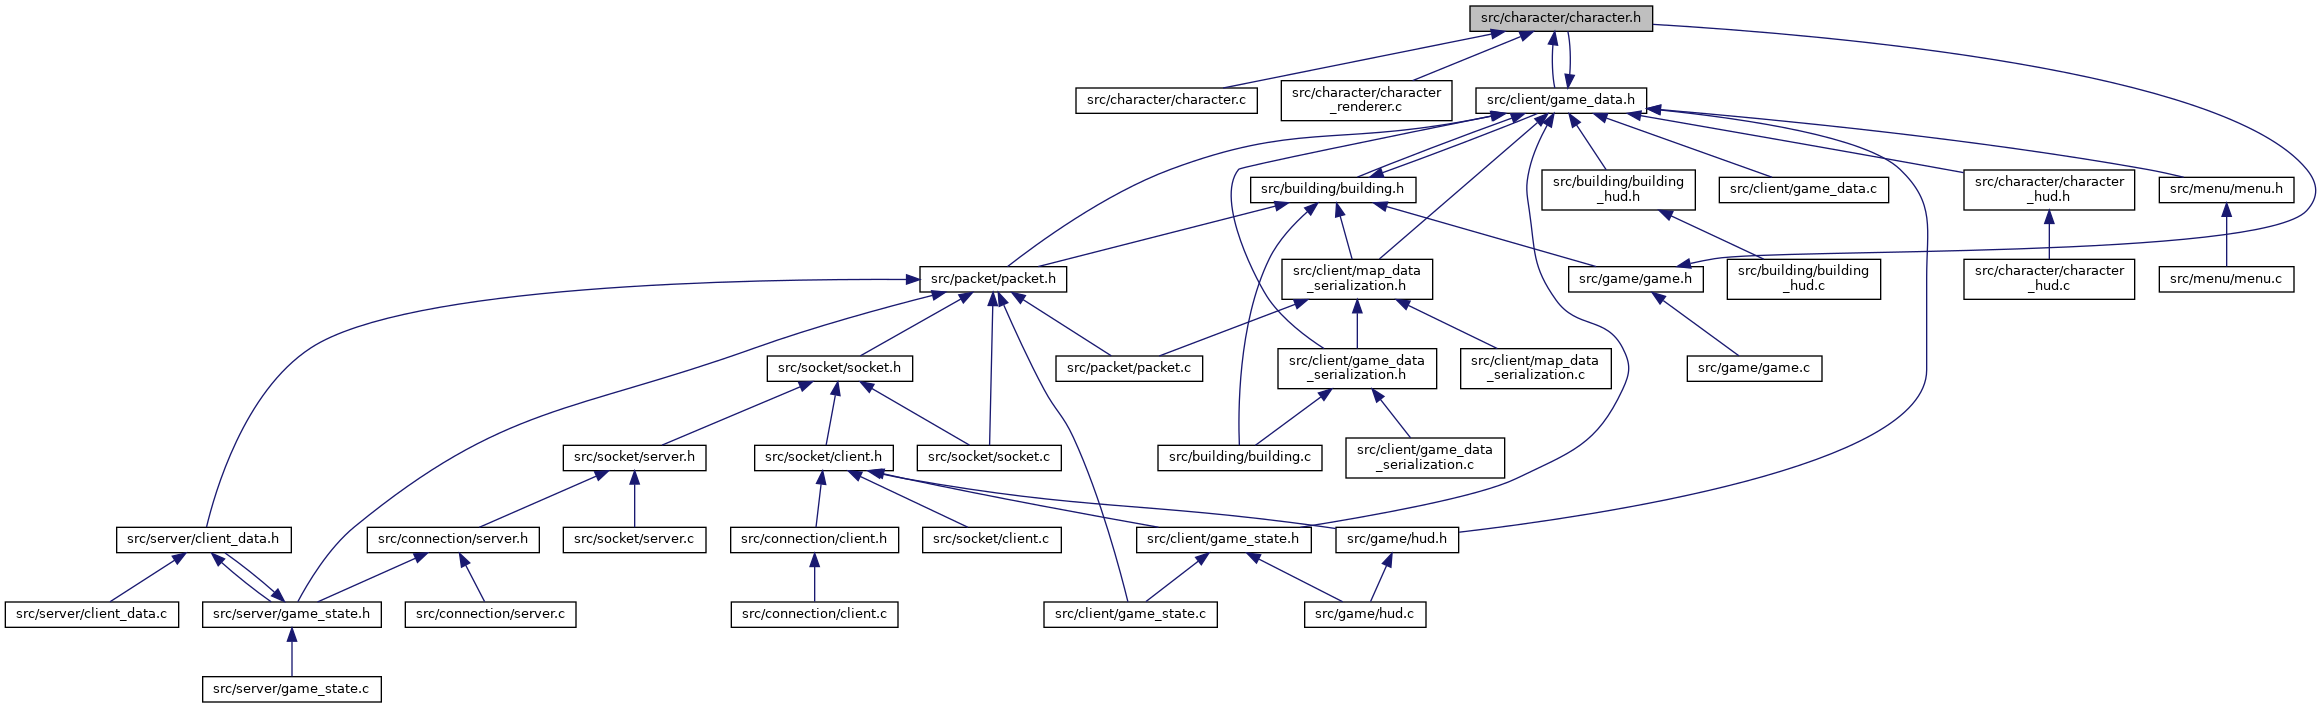 src/character/character.h
src/character/character.c
src/character/character
_renderer.c
src/client/game_data.h
src/building/building.h
src/building/building
_hud.h
src/client/game_data.c
src/character/character
_hud.h
src/menu/menu.h
src/packet/packet.h
src/client/map_data
_serialization.h
src/game/game.h
src/building/building
_hud.c
src/character/character
_hud.c
src/menu/menu.c
src/socket/socket.h
src/packet/packet.c
src/client/game_data
_serialization.h
src/client/map_data
_serialization.c
src/game/game.c
src/socket/server.h
src/socket/client.h
src/socket/socket.c
src/building/building.c
src/client/game_data
_serialization.c
src/server/client_data.h
src/connection/server.h
src/socket/server.c
src/connection/client.h
src/socket/client.c
src/client/game_state.h
src/game/hud.h
src/server/client_data.c
src/server/game_state.h
src/connection/server.c
src/connection/client.c
src/client/game_state.c
src/game/hud.c
src/server/game_state.c